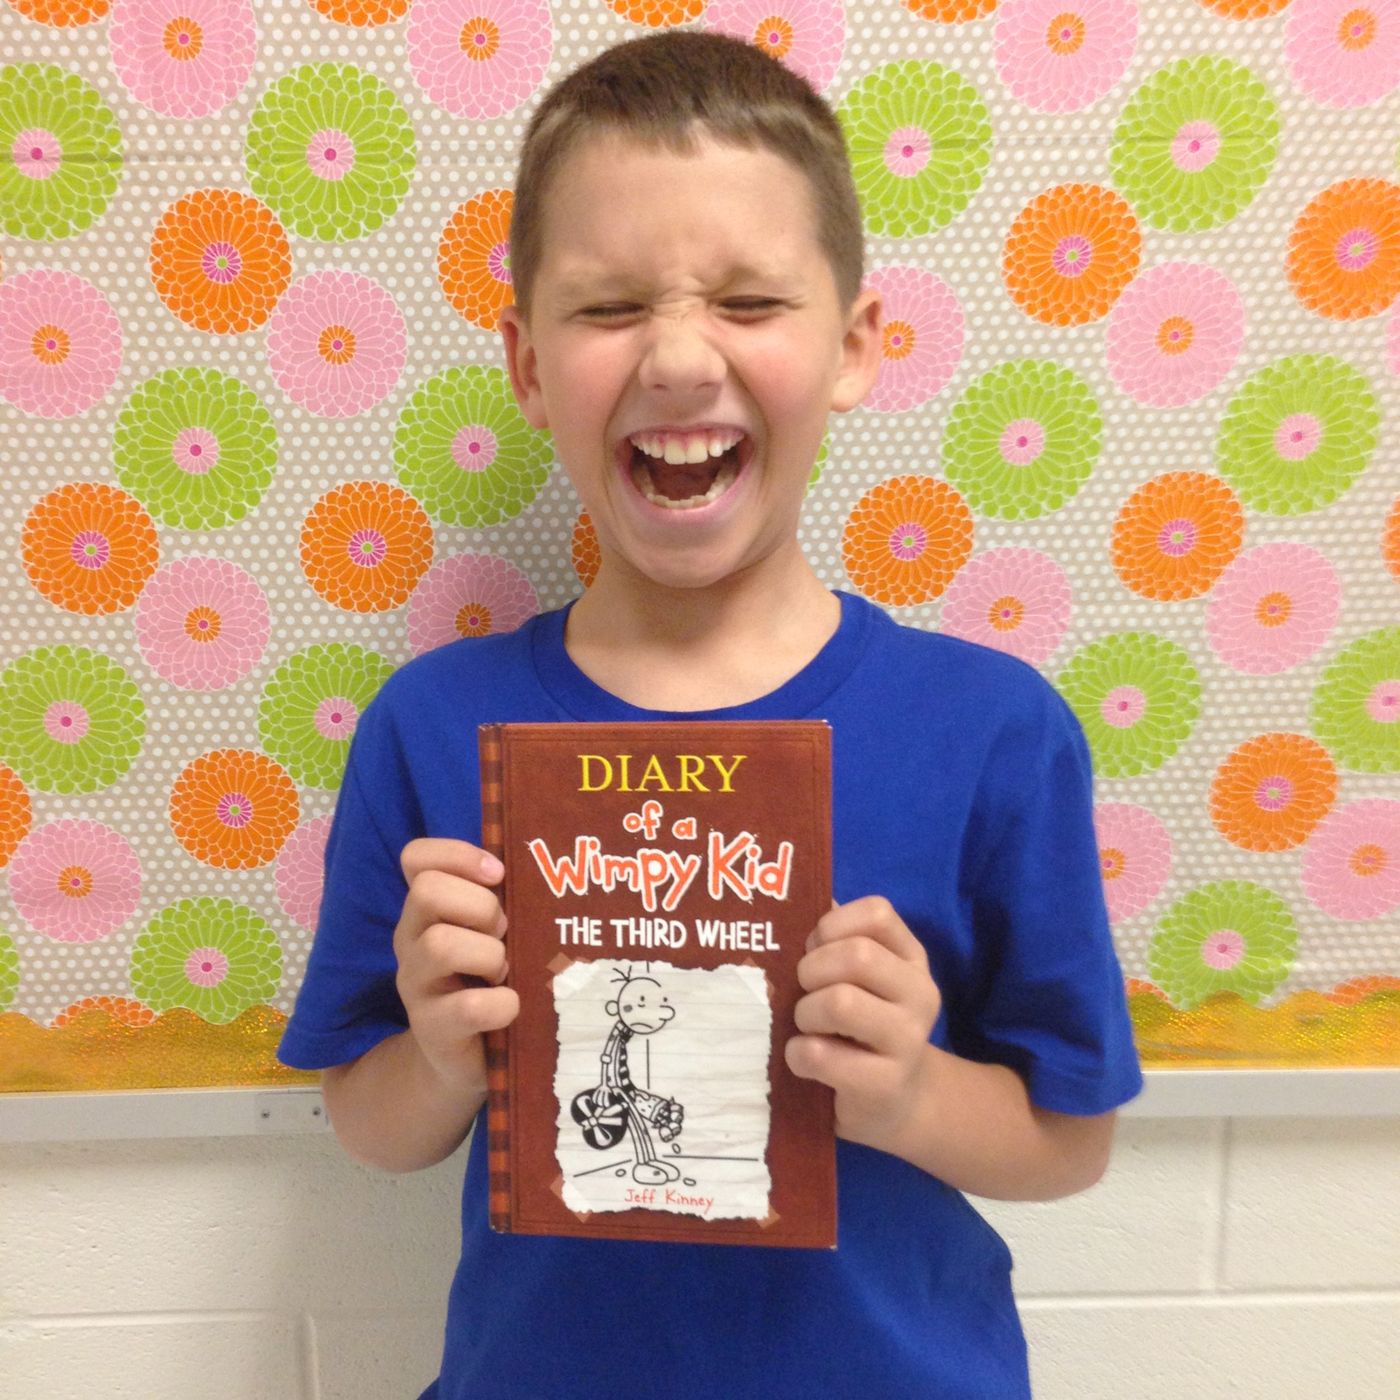 DIARY
of a
Wimpy Kid
THE THIRD WHEEL
Jeff Kinney